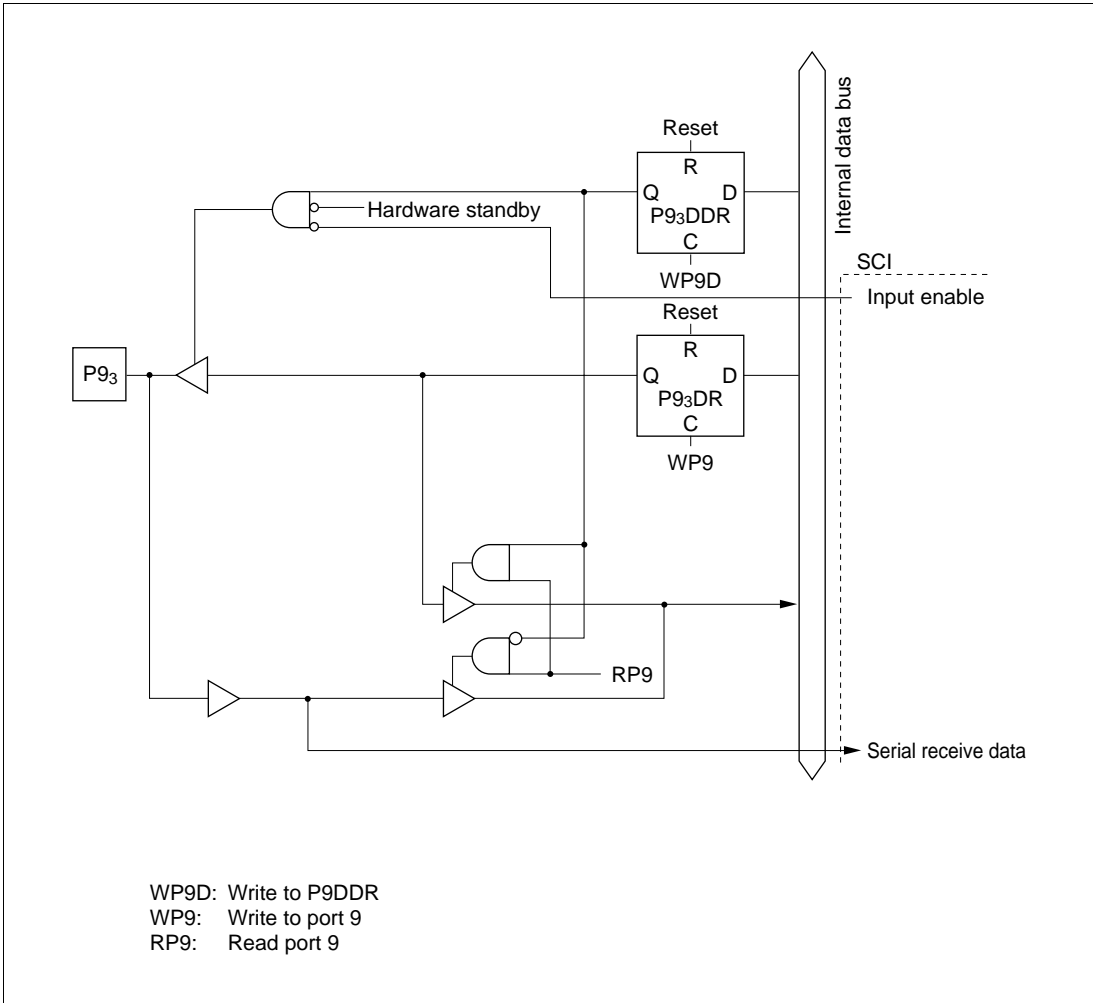 Reset
R
Q D
P9₃DDR
C
WP9D
Hardware standby
Internal data bus
SCI
Input enable
Reset
R
Q D
P9₃DR
C
WP9
P9₃
RP9
Serial receive data
WP9D: Write to P9DDR
WP9: Write to port 9
RP9: Read port 9